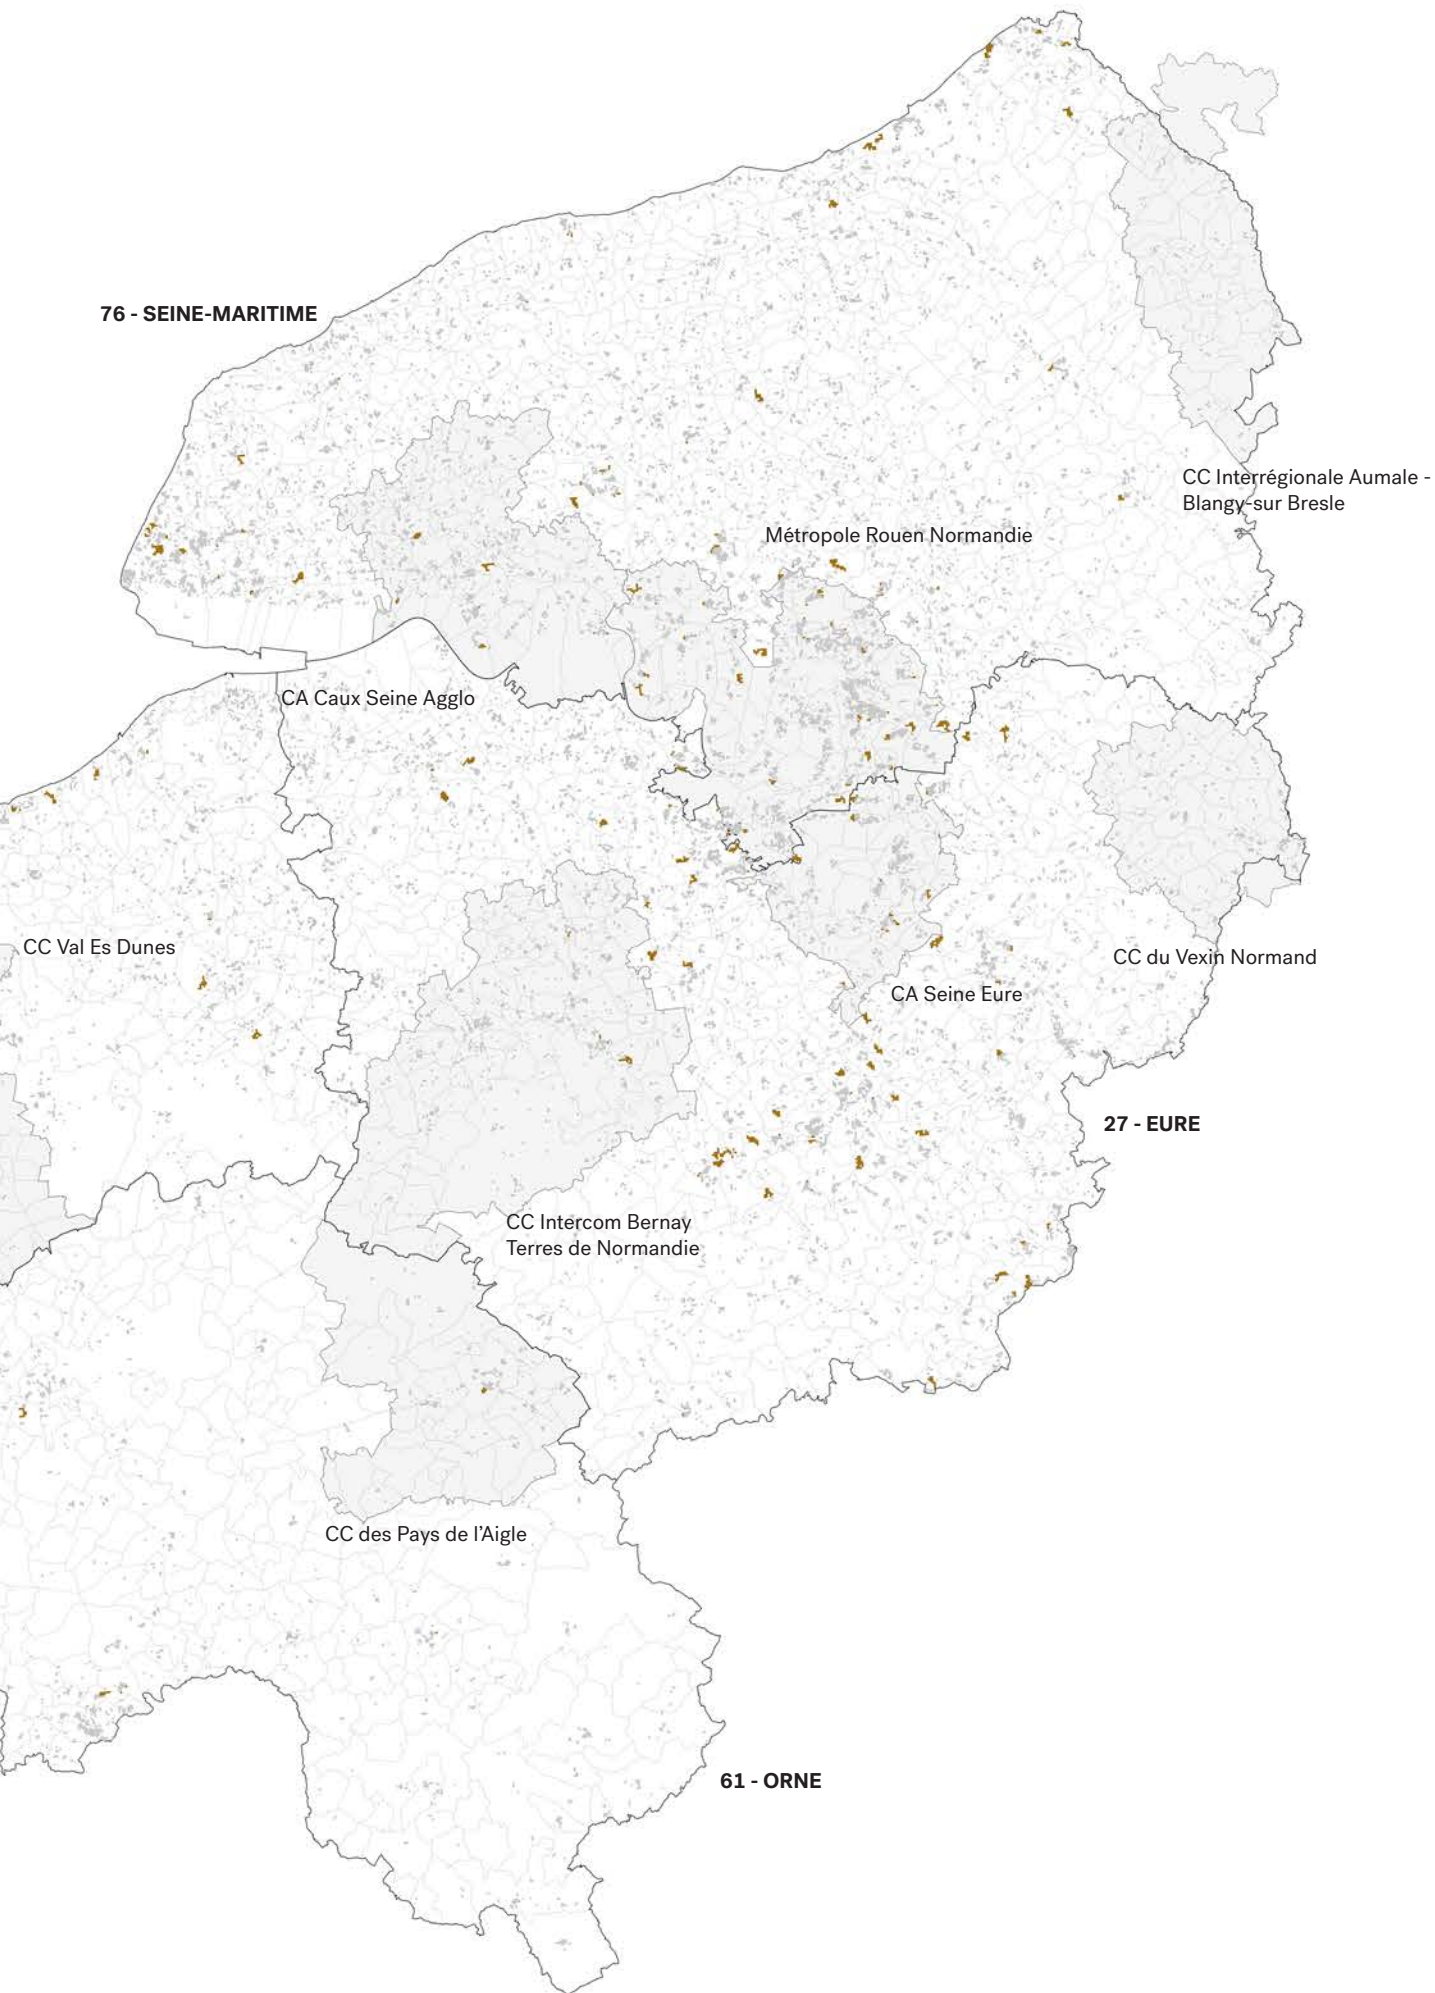 76 - SEINE-MARITIME
CC Interrégionale Aumale -
Blangy-sur Bresle
Métropole Rouen Normandie
CA Caux Seine Agglo
CC Val Es Dunes
CC du Vexin Normand
CA Seine Eure
27 - EURE
CC Intercom Bernay
Terres de Normandie
CC des Pays de l'Aigle
61 - ORNE